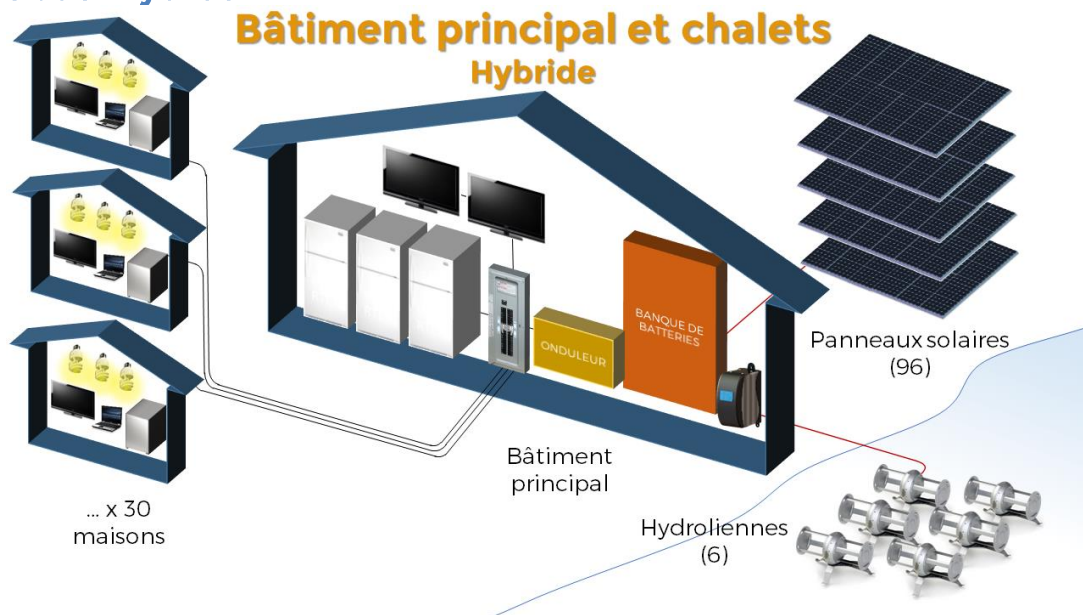 Bâtiment principal et chalets
Hybride
BANQUE DE
BATTERIES
ONDULEUR
Panneaux solaires
(96)
Bâtiment
principal
... x 30
maisons
Hydroliennes
(6)